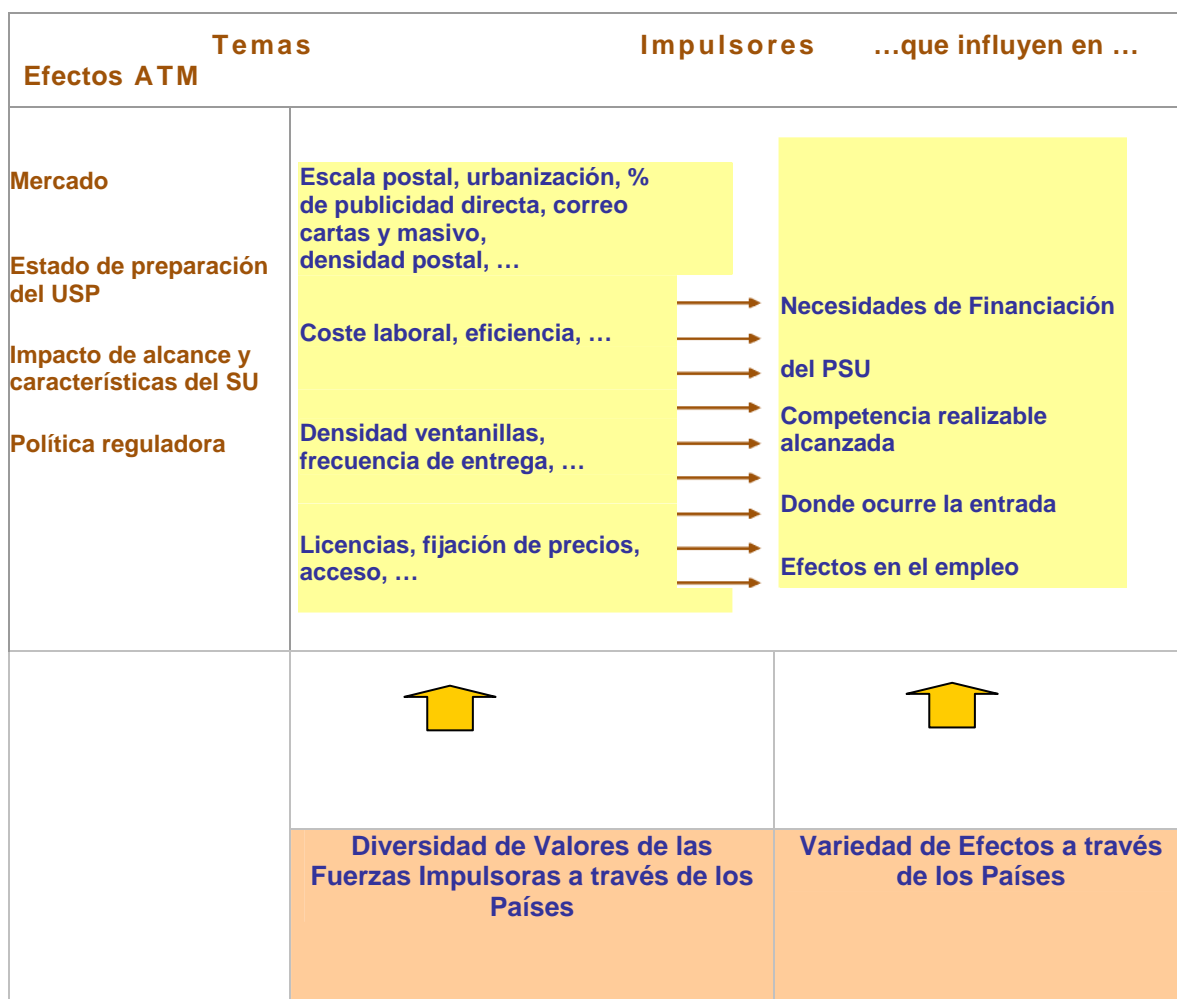 Temas Impulsores …que influyen en …
Efectos ATM
Mercado
Estado de preparación
del USP
Impacto de alcance y
características del SU
Política reguladora
Escala postal, urbanización, %
de publicidad directa, correo
cartas y masivo,
densidad postal, …
Coste laboral, eficiencia, …
Densidad ventanillas,
frecuencia de entrega, …
Licencias, fijación de precios,
acceso, …
Necesidades de Financiación
del PSU
Competencia realizable
alcanzada
Donde ocurre la entrada
Efectos en el empleo
Diversidad de Valores de las
Fuerzas Impulsoras a través de los
Países
Variedad de Efectos a través
de los Países